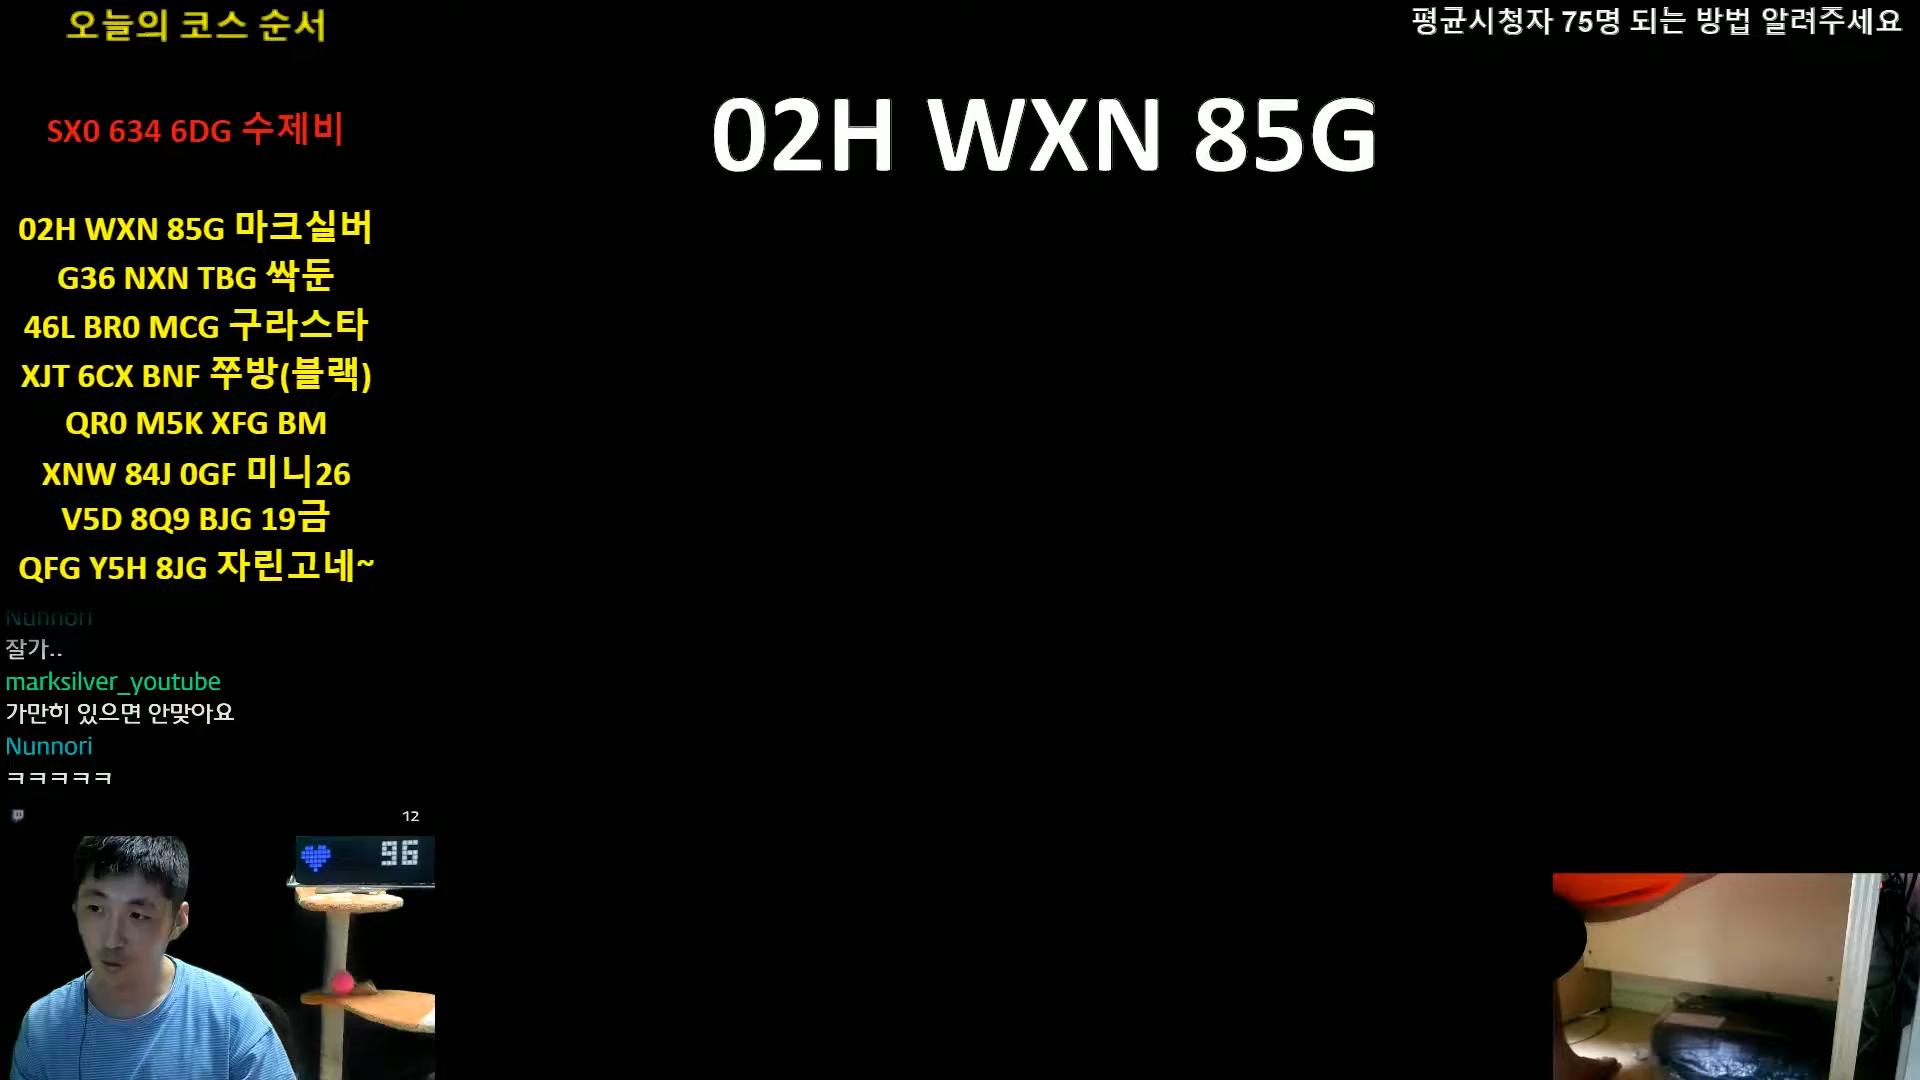 오늘의 코스 순서
평균시청자 75명 되는 방법 알려주세요
SX0 634 6DG 수제비
02H WXN 85G
02H WXN 85G 마크실버
G36 NXN TBG 싹둔
46L BR0 MCG 구라스타
XJT 6CX BNF 쭈방(블랙)
QR0 M5K XFG BM
XNW 84J 0GF 미니26
V5D 8Q9 BJG 19금
QFG Y5H 8JG 자린고네~
Nunnori
잘가..
marksilver_youtube
가만히 있으면 안맞아요
Nunnori
ㅋㅋㅋㅋㅋ
12
96